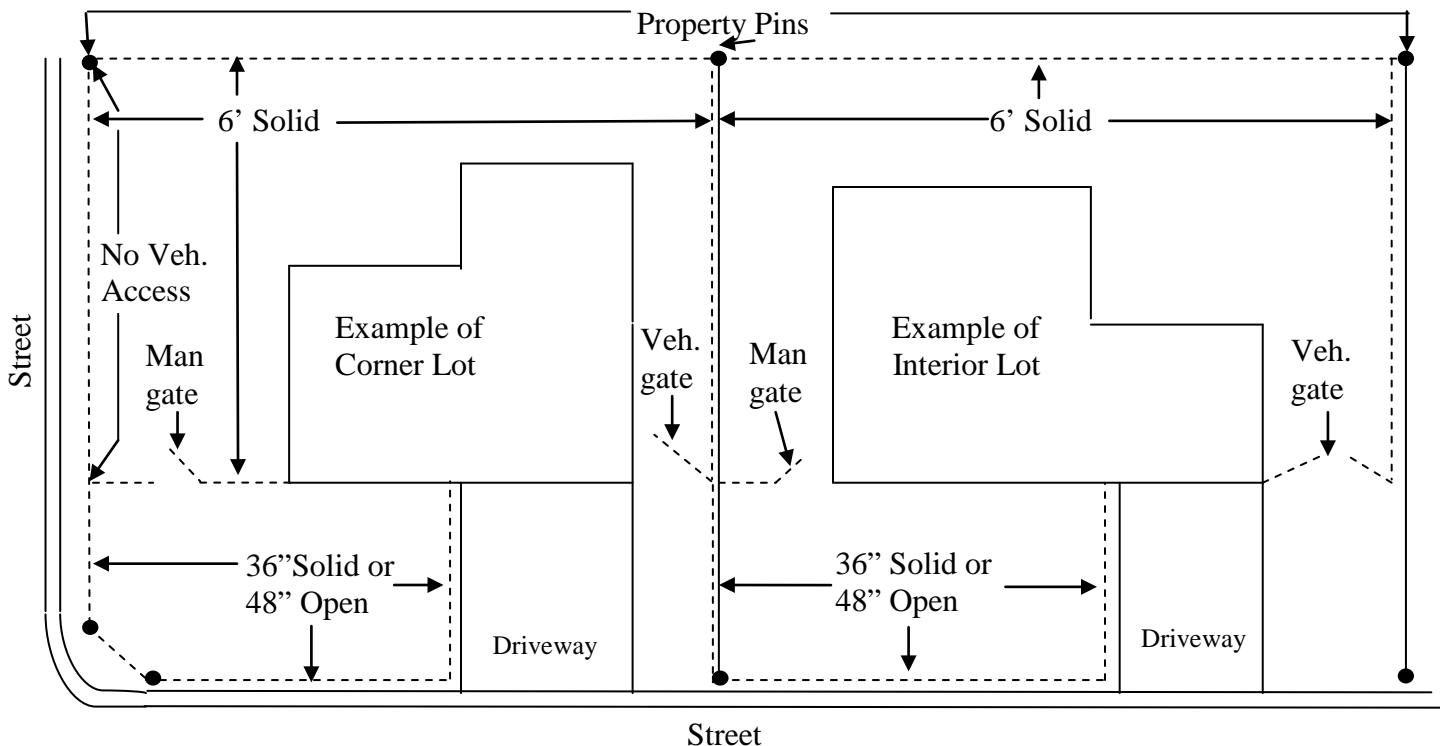 Property Pins
6’ Solid
6’ Solid
No Veh.
Access
Street
Man
gate
Example of
Corner Lot
Veh.
gate
Man
gate
Example of
Interior Lot
Veh.
gate
36”Solid or
48” Open
Driveway
36” Solid or
48” Open
Driveway
Street